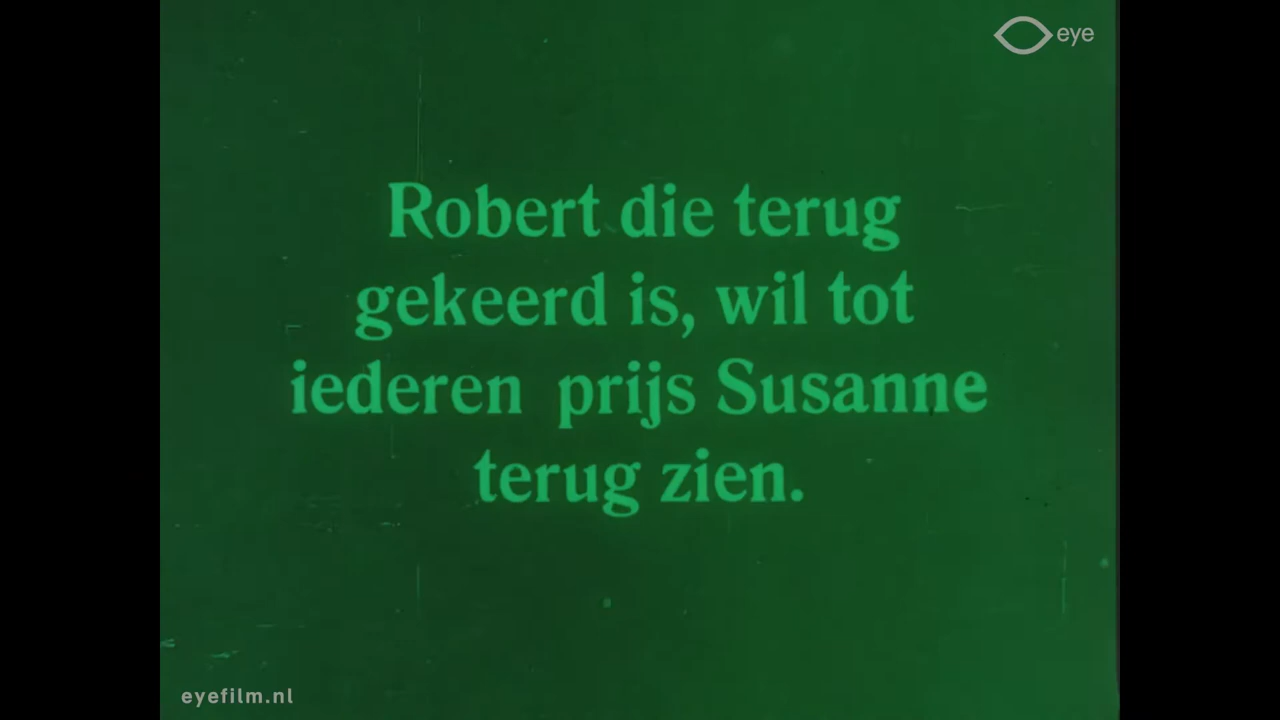 eye
Robert die terug
gekeerd is, wil tot
iederen prijs Susanne
terug zien.
eyefilm.nl